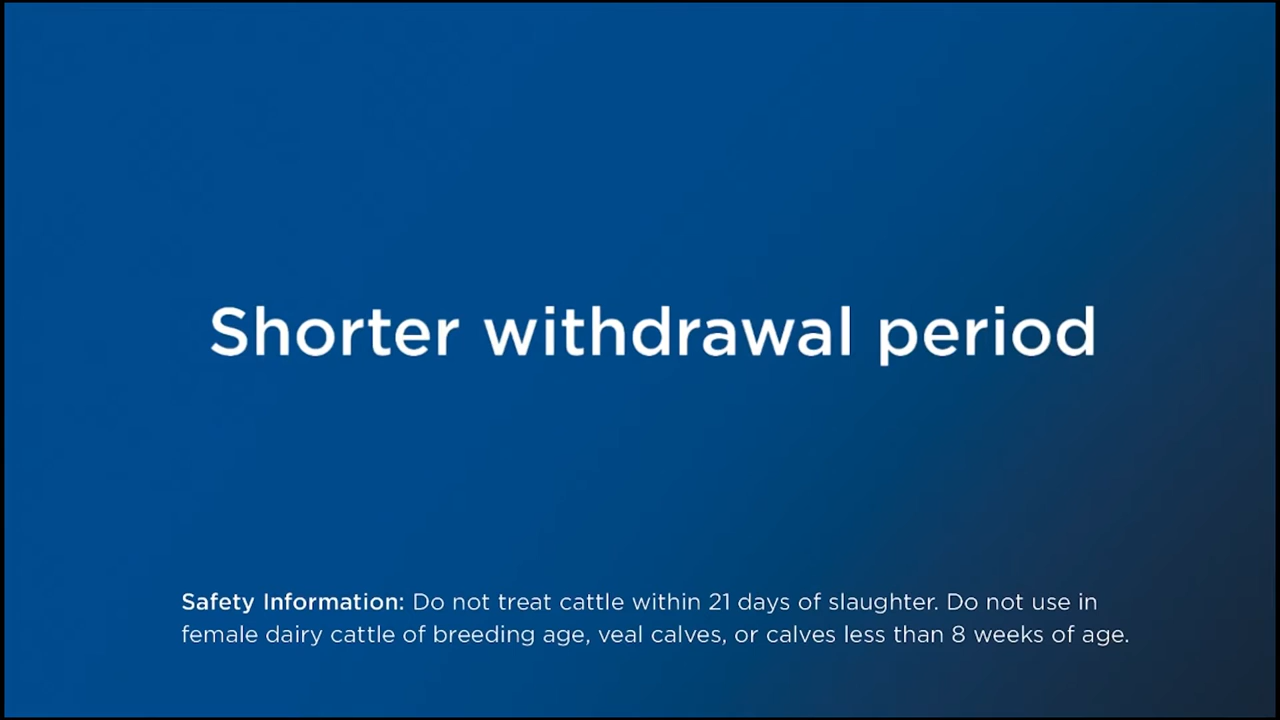 Shorter withdrawal period
Safety Information: Do not treat cattle within 21 days of slaughter. Do not use in
female dairy cattle of breeding age, veal calves, or calves less than 8 weeks of age.